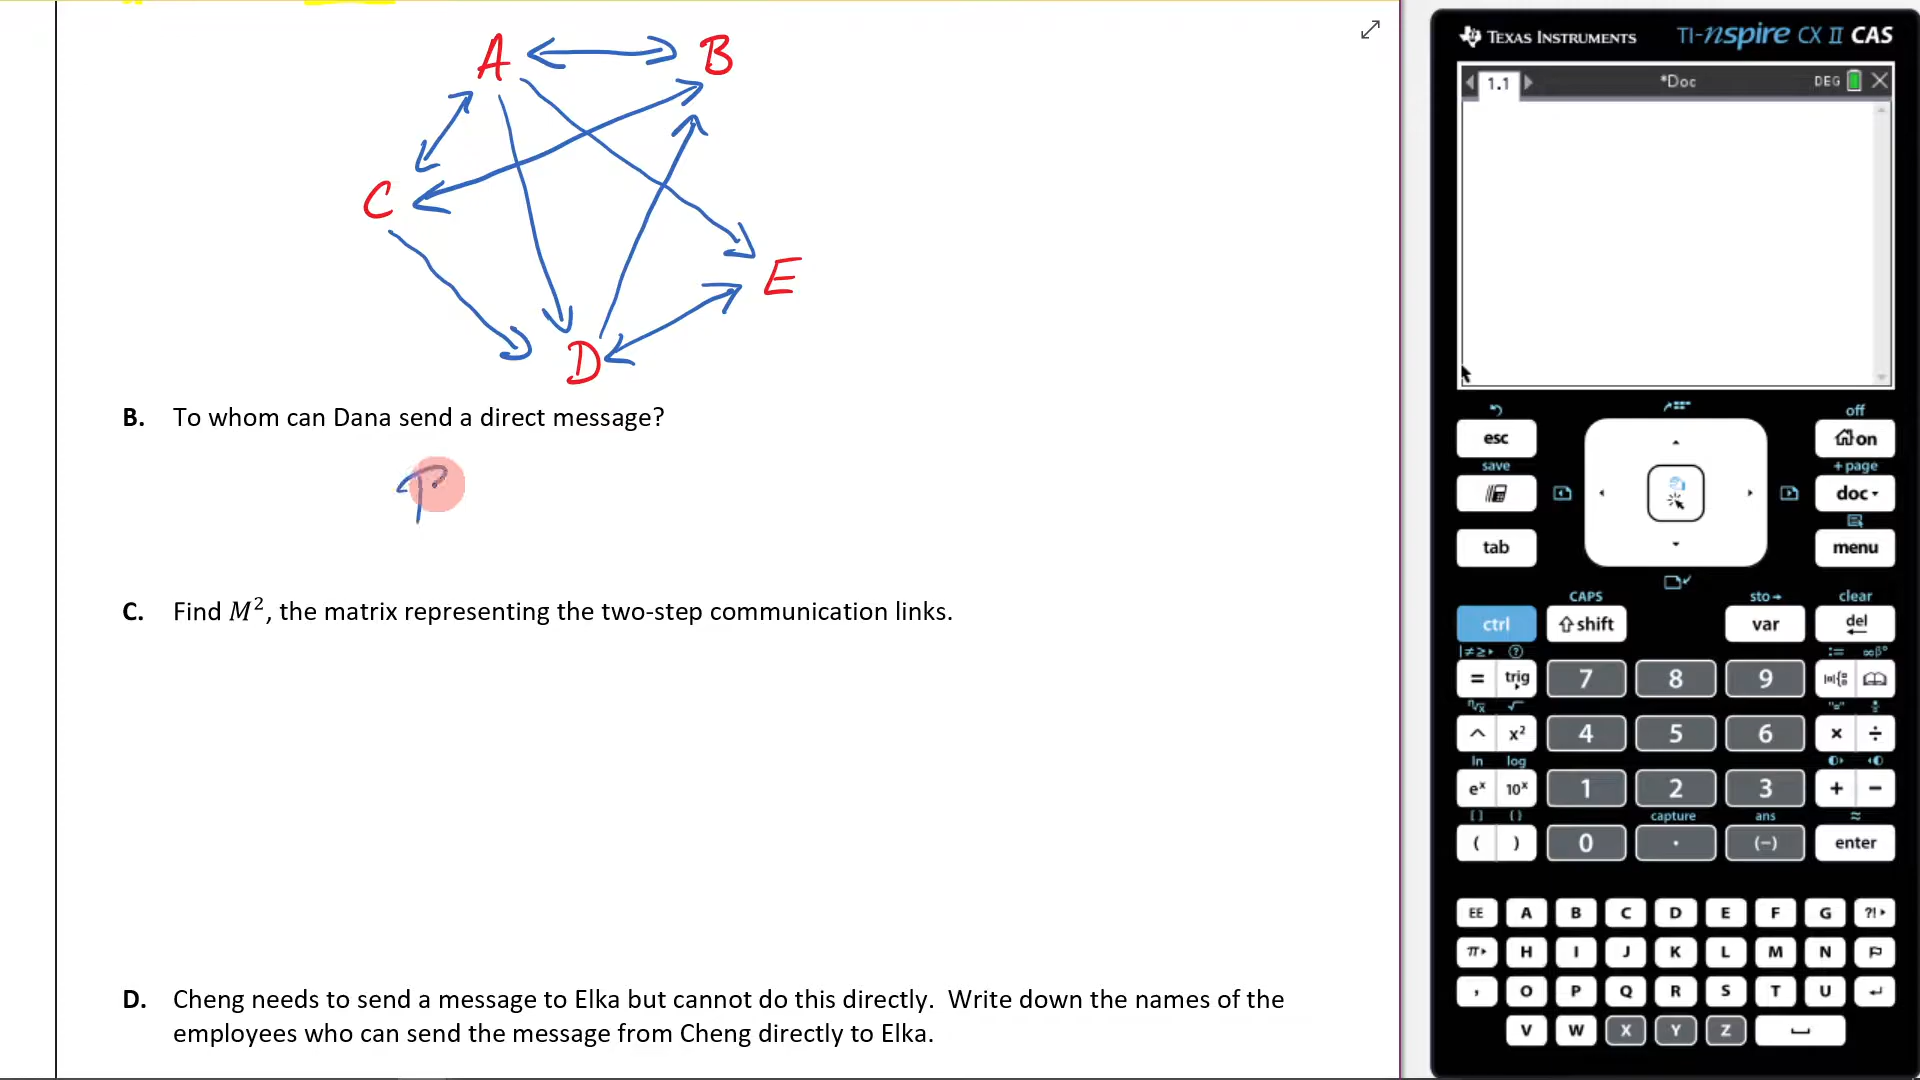 A B
C
E
D
B. To whom can Dana send a direct message?
C. Find M², the matrix representing the two-step communication links.
D. Cheng needs to send a message to Elka but cannot do this directly. Write down the names of the
employees who can send the message from Cheng directly to Elka.
TEXAS INSTRUMENTS TI-nspire CX II CAS
1.1 *Doc DEG
off
esc on
save + page
doc
tab menu
CAPS sto→ clear
ctrl shift var del
= trig 7 8 9
^ x² 4 5 6 × ÷
ln log
eˣ 10ˣ 1 2 3 + −
[ ] { } capture ans ≈
( ) 0 . (−) enter
EE A B C D E F G ?!
π H I J K L M N
, O P Q R S T U
V W X Y Z